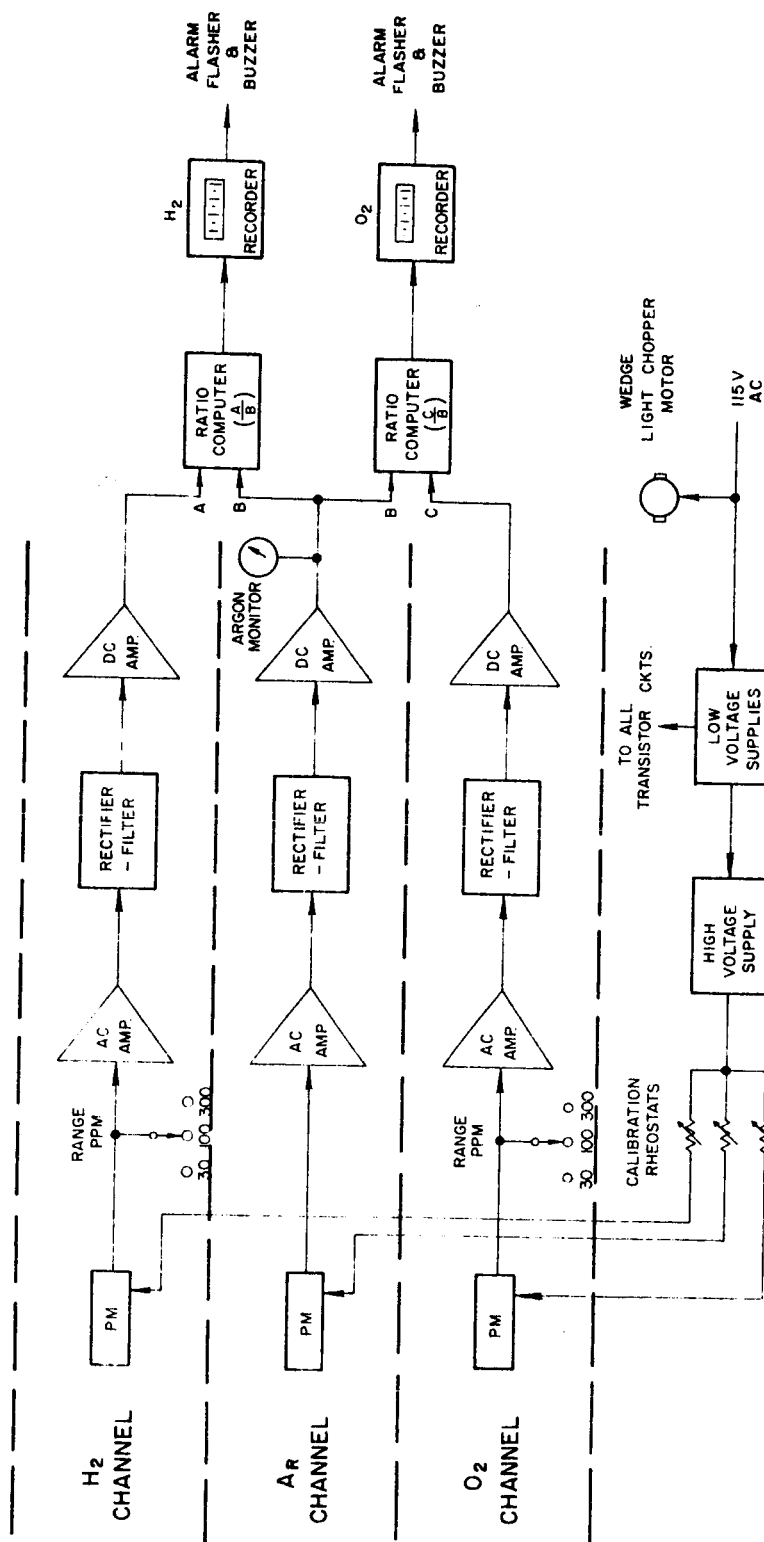 H2
CHANNEL
PM
RANGE
PPM
30 100 300
AC
AMP.
RECTIFIER
- FILTER
DC
AMP.
A
B
RATIO
COMPUTER
(A/B)
H2
RECORDER
ALARM
FLASHER
&
BUZZER
AR
CHANNEL
PM
AC
AMP.
RECTIFIER
- FILTER
DC
AMP.
ARGON
MONITOR
O2
CHANNEL
PM
RANGE
PPM
30 100 300
AC
AMP.
RECTIFIER
- FILTER
DC
AMP.
B
C
RATIO
COMPUTER
(C/B)
O2
RECORDER
ALARM
FLASHER
&
BUZZER
CALIBRATION
RHEOSTATS
HIGH
VOLTAGE
SUPPLY
TO ALL
TRANSISTOR CKTS.
LOW
VOLTAGE
SUPPLIES
WEDGE
LIGHT CHOPPER
MOTOR
115 V
AC